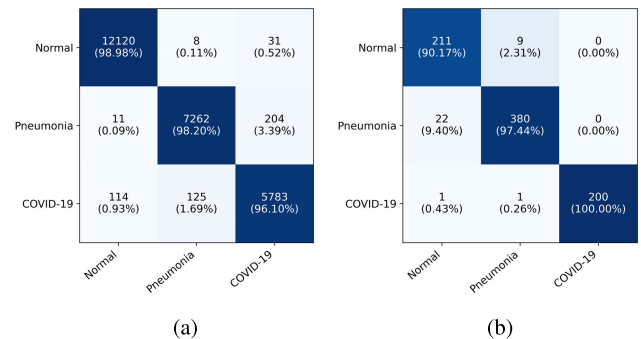 Normal 12120 8 31
(98.98%) (0.11%) (0.52%)
Pneumonia 11 7262 204
(0.09%) (98.20%) (3.39%)
COVID-19 114 125 5783
(0.93%) (1.69%) (96.10%)
Normal Pneumonia COVID-19
(a)
Normal 211 9 0
(90.17%) (2.31%) (0.00%)
Pneumonia 22 380 0
(9.40%) (97.44%) (0.00%)
COVID-19 1 1 200
(0.43%) (0.26%) (100.00%)
Normal Pneumonia COVID-19
(b)